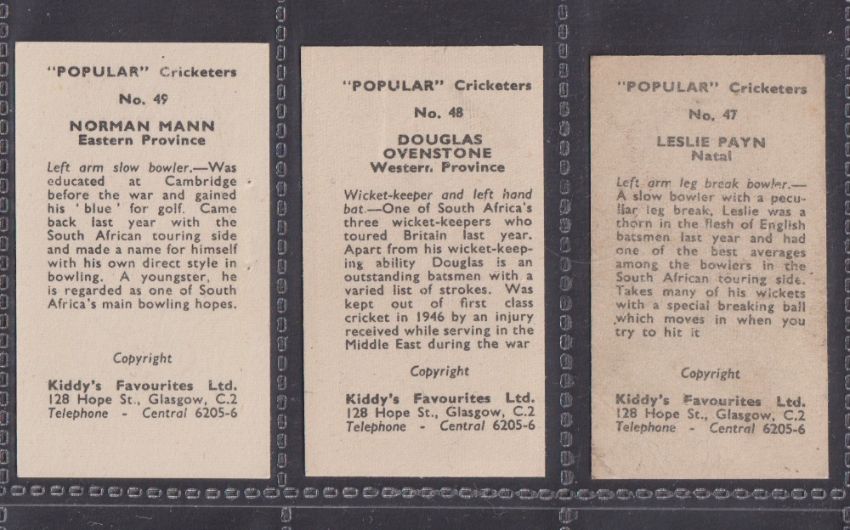 "POPULAR" Cricketers
No. 49
NORMAN MANN
Eastern Province
Left arm slow bowler.—Was
educated at Cambridge
before the war and gained
his 'blue' for golf. Came
back last year with the
South African touring side
and made a name for himself
with his own direct style in
bowling. A youngster, he
is regarded as one of South
Africa's main bowling hopes.
Copyright
Kiddy's Favourites Ltd.
128 Hope St., Glasgow, C.2
Telephone - Central 6205-6
"POPULAR" Cricketers
No. 48
DOUGLAS
OVENSTONE
Western Province
Wicket-keeper and left hand
bat.—One of South Africa's
three wicket-keepers who
toured Britain last year.
Apart from his wicket-keep-
ing ability Douglas is an
outstanding batsmen with a
varied list of strokes. Was
kept out of first class
cricket in 1946 by an injury
received while serving in the
Middle East during the war
Copyright
Kiddy's Favourites Ltd.
128 Hope St., Glasgow, C.2
Telephone - Central 6205-6
"POPULAR" Cricketers
No. 47
LESLIE PAYN
Natal
Left arm leg break bowler.—
A slow bowler with a pecu-
liar leg break, Leslie was a
thorn in the flesh of English
batsmen last year and had
one of the best averages
among the bowlers in the
South African touring side.
Takes many of his wickets
with a special breaking ball
which moves in when you
try to hit it
Copyright
Kiddy's Favourites Ltd.
128 Hope St., Glasgow, C.2
Telephone - Central 6205-6